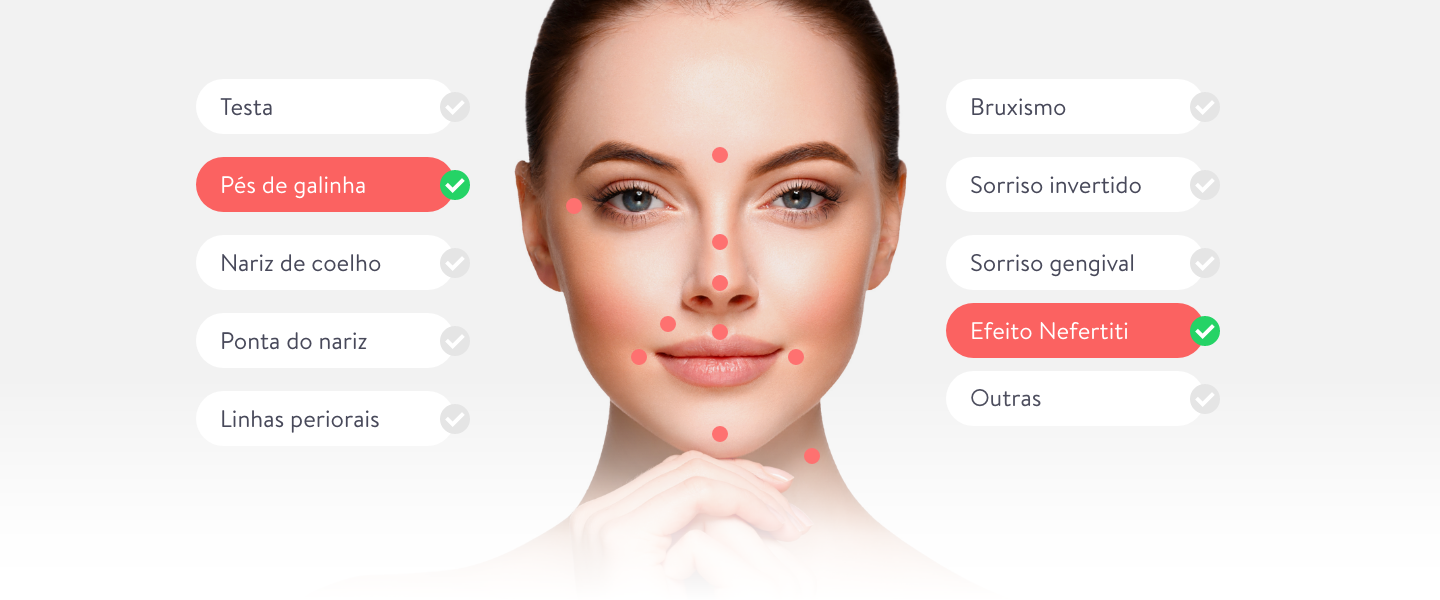 Testa
Pés de galinha
Nariz de coelho
Ponta do nariz
Linhas periorais
Bruxismo
Sorriso invertido
Sorriso gengival
Efeito Nefertiti
Outras